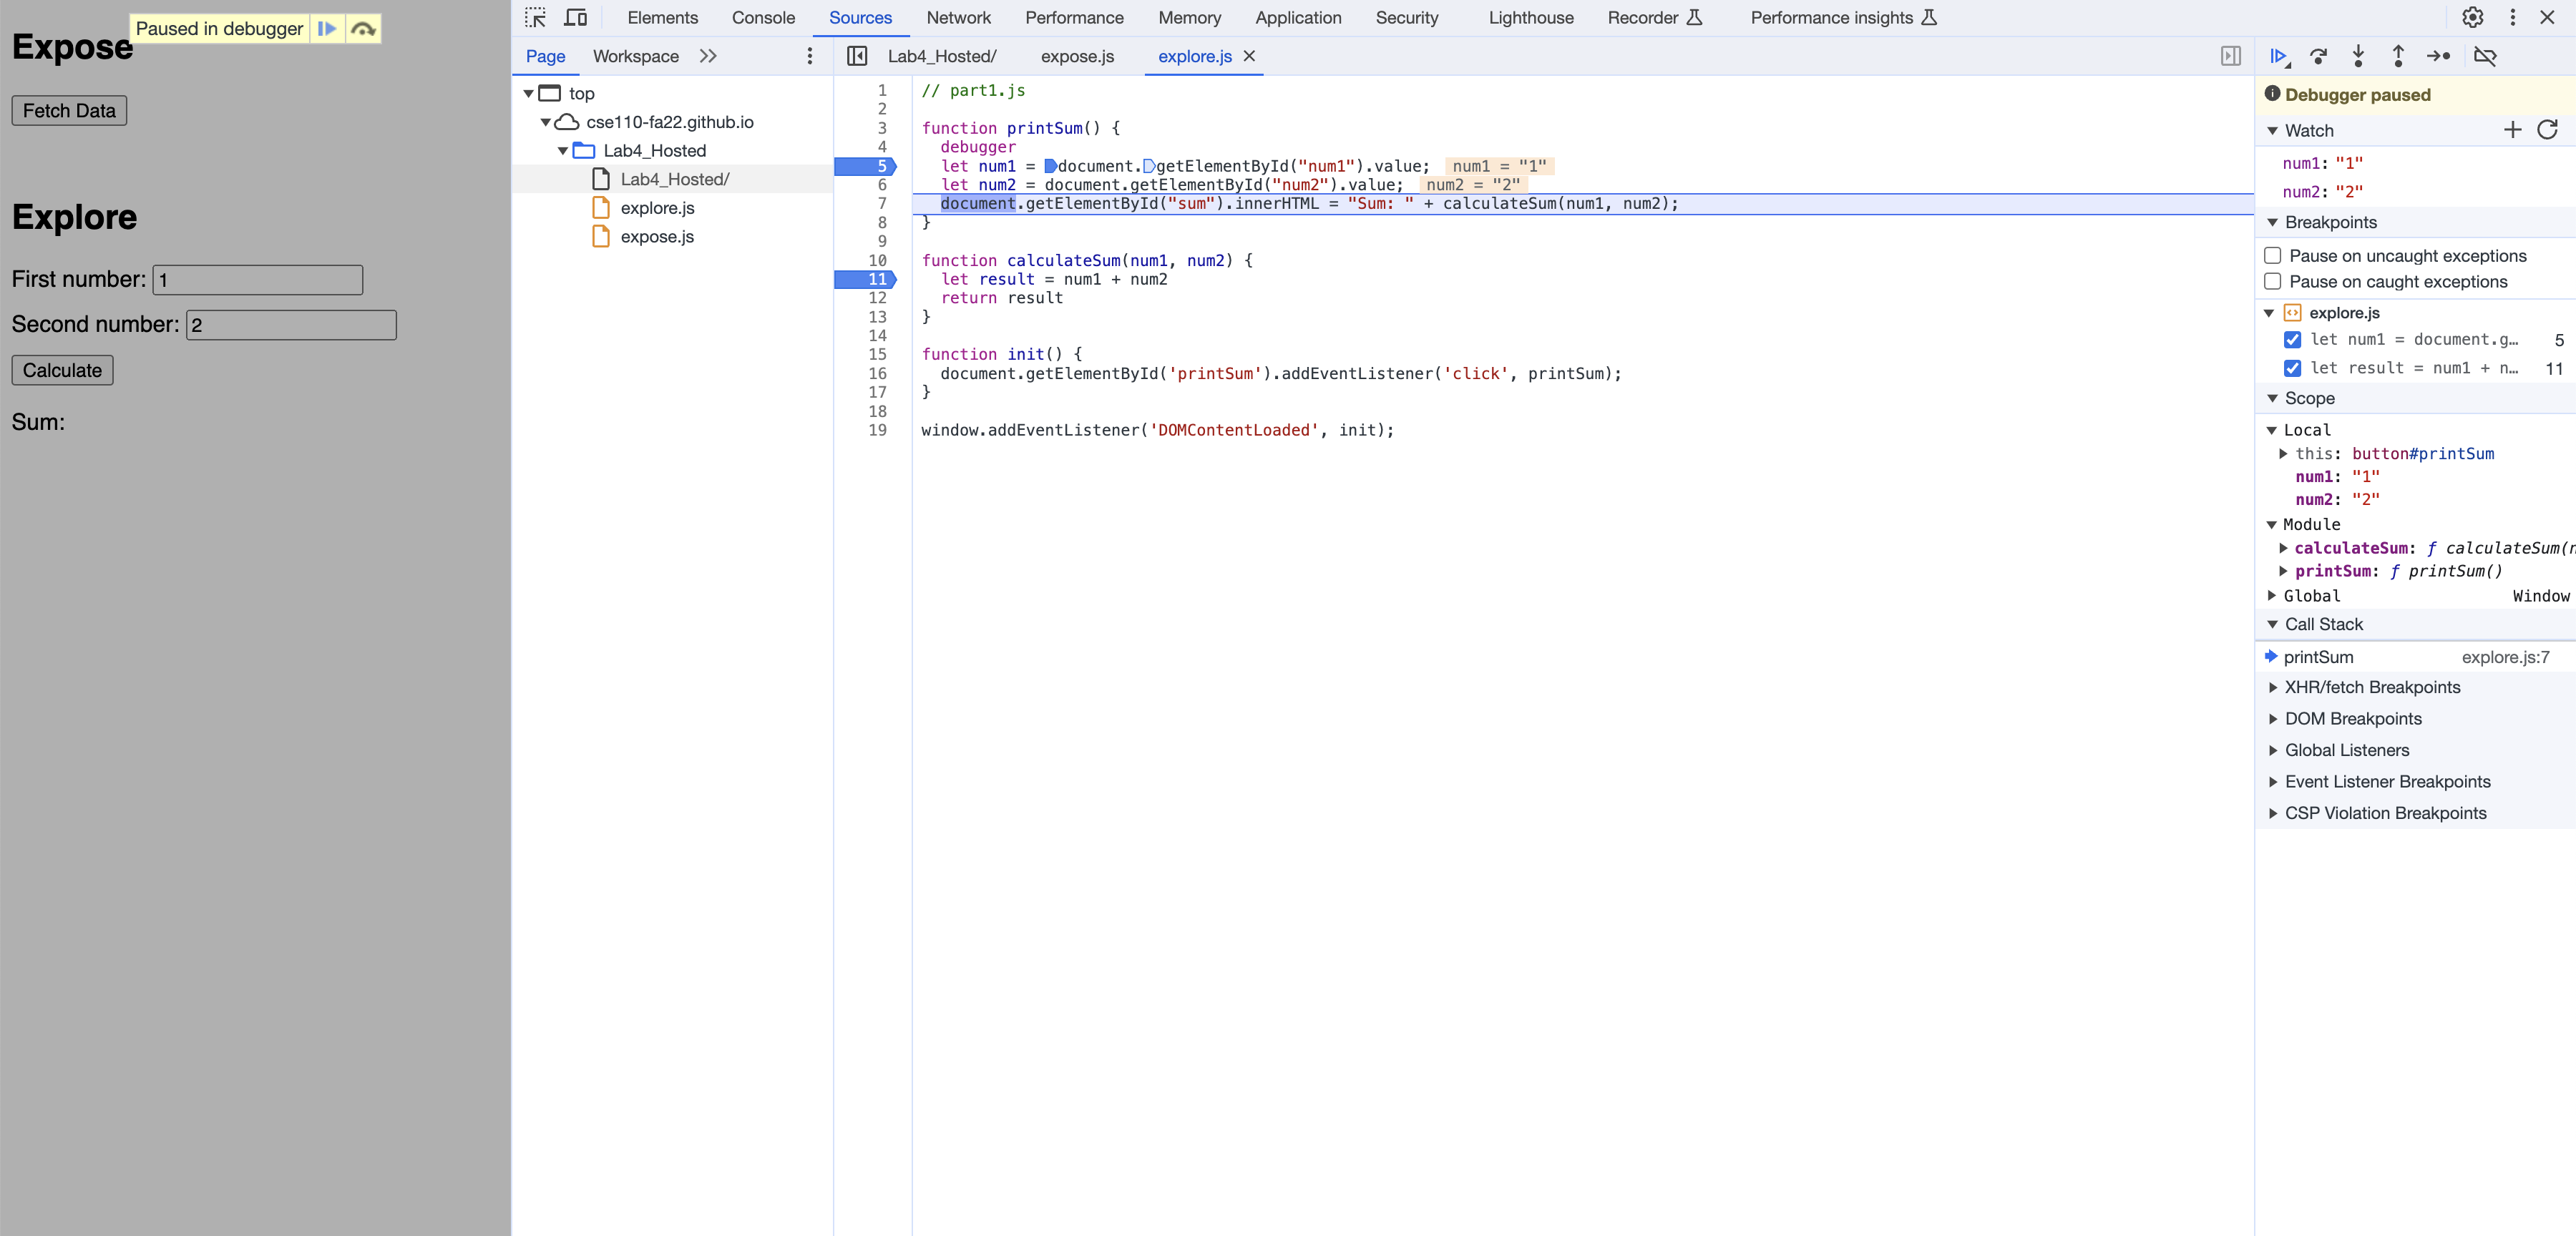 Paused in debugger
Expose
Fetch Data
Explore
First number: 1
Second number: 2
Calculate
Sum:
Elements Console Sources Network Performance Memory Application Security Lighthouse Recorder Performance insights
Page Workspace
top
cse110-fa22.github.io
Lab4_Hosted
Lab4_Hosted/
explore.js
expose.js
Lab4_Hosted/ expose.js explore.js
1 // part1.js
2
3 function printSum() {
4 debugger
5 let num1 = document.getElementById("num1").value; num1 = "1"
6 let num2 = document.getElementById("num2").value; num2 = "2"
7 document.getElementById("sum").innerHTML = "Sum: " + calculateSum(num1, num2);
8 }
9
10 function calculateSum(num1, num2) {
11 let result = num1 + num2
12 return result
13 }
14
15 function init() {
16 document.getElementById('printSum').addEventListener('click', printSum);
17 }
18
19 window.addEventListener('DOMContentLoaded', init);
Debugger paused
Watch
num1: "1"
num2: "2"
Breakpoints
Pause on uncaught exceptions
Pause on caught exceptions
explore.js
let num1 = document.g… 5
let result = num1 + n… 11
Scope
Local
this: button#printSum
num1: "1"
num2: "2"
Module
calculateSum: ƒ calculateSum(n
printSum: ƒ printSum()
Global Window
Call Stack
printSum explore.js:7
XHR/fetch Breakpoints
DOM Breakpoints
Global Listeners
Event Listener Breakpoints
CSP Violation Breakpoints